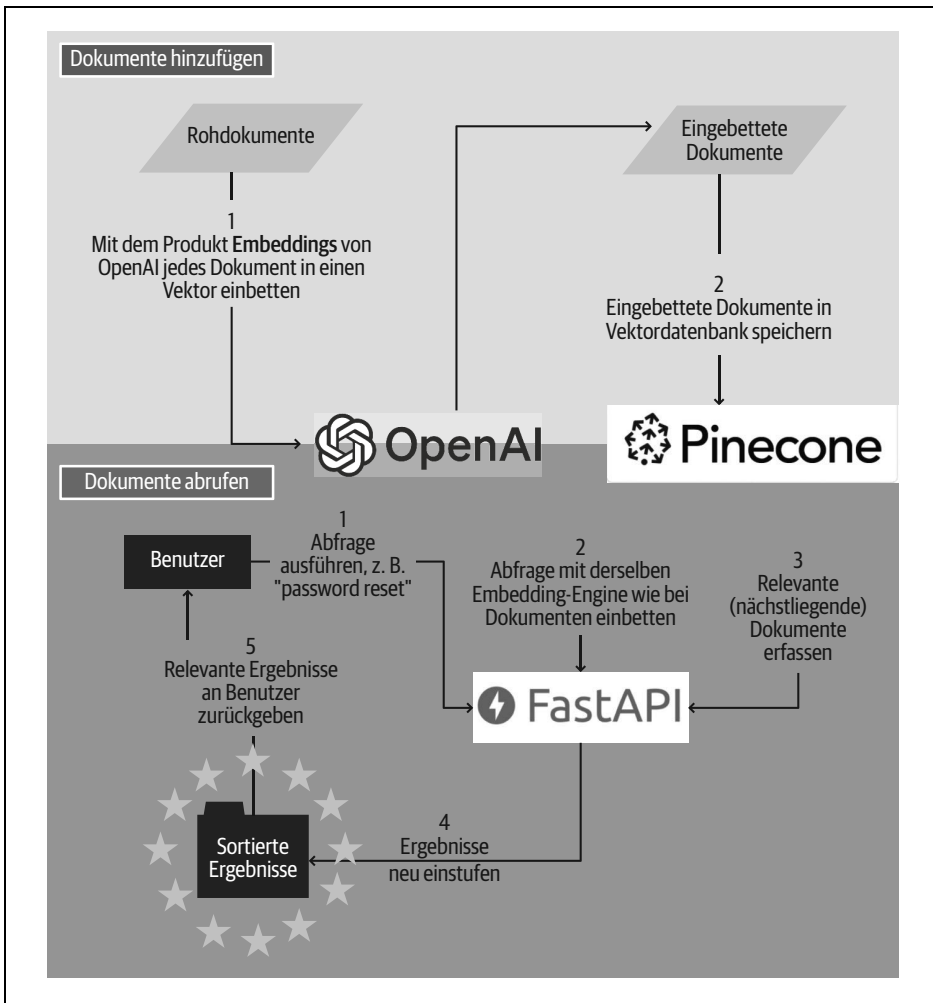 Dokumente hinzufügen
Rohdokumente
Eingebettete
Dokumente
1
Mit dem Produkt Embeddings von
OpenAI jedes Dokument in einen
Vektor einbetten
2
Eingebettete Dokumente in
Vektordatenbank speichern
OpenAI
Pinecone
Dokumente abrufen
Benutzer
1
Abfrage
ausführen, z. B.
"password reset"
2
Abfrage mit derselben
Embedding-Engine wie bei
Dokumenten einbetten
3
Relevante
(nächstliegende)
Dokumente
erfassen
5
Relevante Ergebnisse
an Benutzer
zurückgeben
FastAPI
4
Ergebnisse
neu einstufen
Sortierte
Ergebnisse